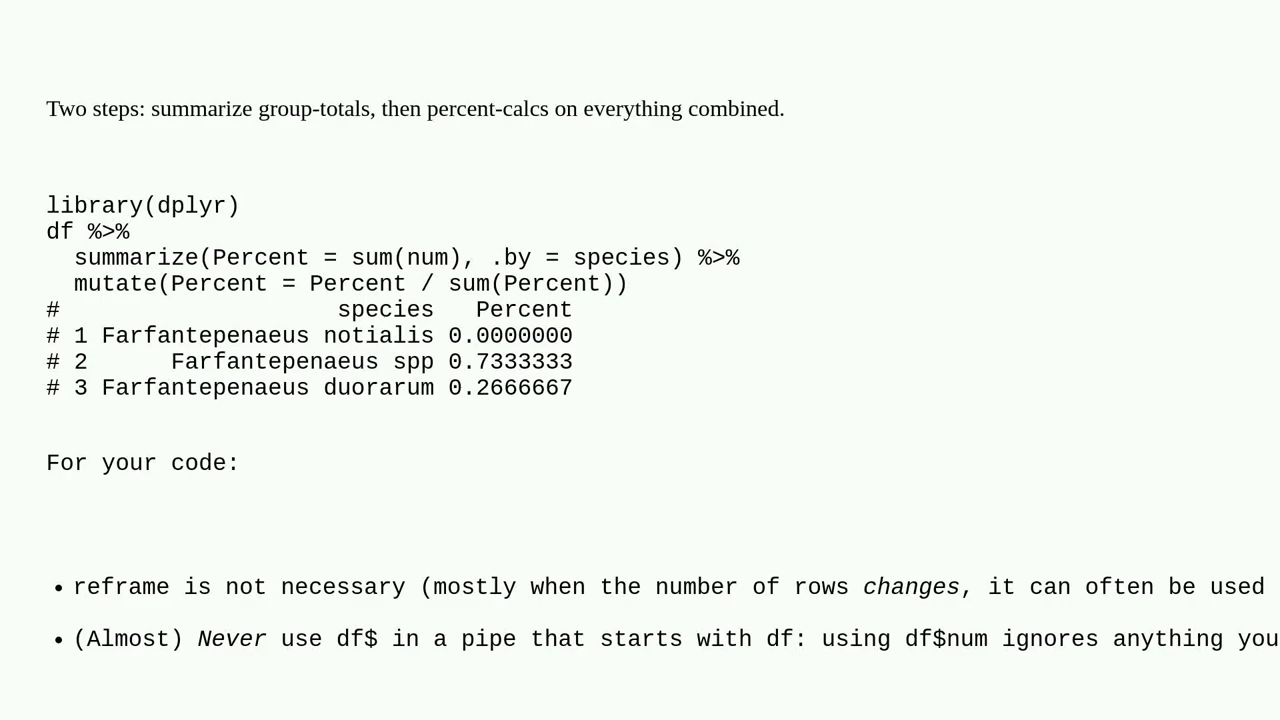 Two steps: summarize group-totals, then percent-calcs on everything combined.
library(dplyr)
df %>%
  summarize(Percent = sum(num), .by = species) %>%
  mutate(Percent = Percent / sum(Percent))
#                    species   Percent
# 1 Farfantepenaeus notialis 0.0000000
# 2      Farfantepenaeus spp 0.7333333
# 3 Farfantepenaeus duorarum 0.2666667
For your code:
• reframe is not necessary (mostly when the number of rows changes, it can often be used
• (Almost) Never use df$ in a pipe that starts with df: using df$num ignores anything you